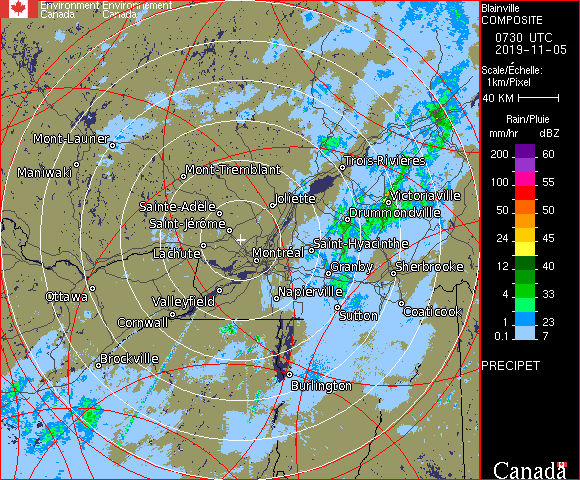 Environment Environnement
Canada Canada
Blainville
COMPOSITE
0730 UTC
2019-11-05
Scale/Échelle:
1km/Pixel
40 KM
Rain/Pluie
mm/hr dBZ
200 60
100 55
50 50
24 45
12 40
4 33
1 23
0.1 7
PRECIPET
Canada
Mont-Laurier
Maniwaki
Mont-Tremblant
Trois-Rivières
Sainte-Adèle
Joliette
Victoriaville
Saint-Jérôme
Drummondville
Lachute
Montréal
Saint-Hyacinthe
Granby
Sherbrooke
Ottawa
Valleyfield
Napierville
Cornwall
Sutton
Coaticook
Brockville
Burlington